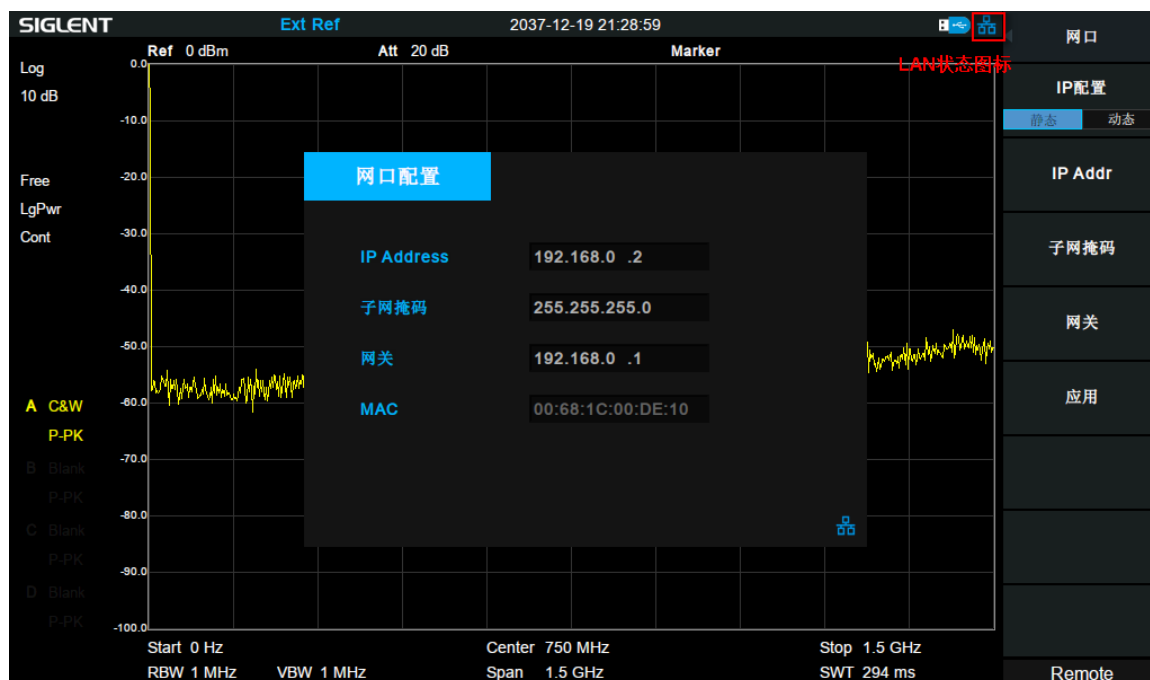 SIGLENT Ext Ref 2037-12-19 21:28:59
网口
Ref 0 dBm Att 20 dB Marker
LAN状态图标
Log
10 dB
Free
LgPwr
Cont
A C&W
P-PK
B Blank
P-PK
C Blank
P-PK
D Blank
P-PK
0.0
-10.0
-20.0
-30.0
-40.0
-50.0
-60.0
-70.0
-80.0
-90.0
-100.0
网口配置
IP Address 192.168.0 .2
子网掩码 255.255.255.0
网关 192.168.0 .1
MAC 00:68:1C:00:DE:10
IP配置
静态 动态
IP Addr
子网掩码
网关
应用
Start 0 Hz Center 750 MHz Stop 1.5 GHz
RBW 1 MHz VBW 1 MHz Span 1.5 GHz SWT 294 ms
Remote